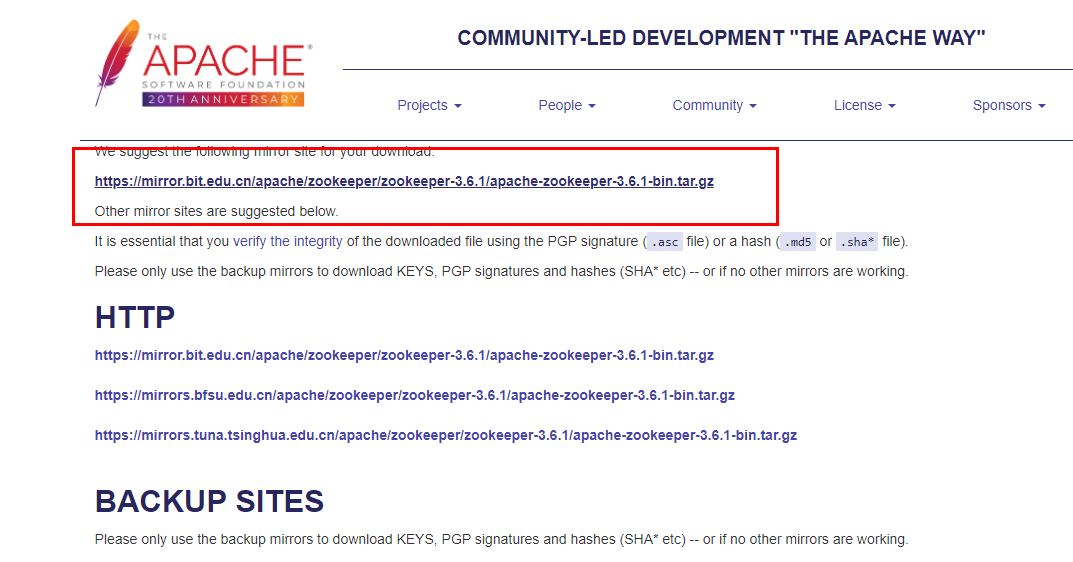 THE
APACHE®
SOFTWARE FOUNDATION
20TH ANNIVERSARY
COMMUNITY-LED DEVELOPMENT "THE APACHE WAY"
Projects People Community License Sponsors
We suggest the following mirror site for your download:
https://mirror.bit.edu.cn/apache/zookeeper/zookeeper-3.6.1/apache-zookeeper-3.6.1-bin.tar.gz
Other mirror sites are suggested below.
It is essential that you verify the integrity of the downloaded file using the PGP signature ( .asc file) or a hash ( .md5 or .sha* file).
Please only use the backup mirrors to download KEYS, PGP signatures and hashes (SHA* etc) -- or if no other mirrors are working.
HTTP
https://mirror.bit.edu.cn/apache/zookeeper/zookeeper-3.6.1/apache-zookeeper-3.6.1-bin.tar.gz
https://mirrors.bfsu.edu.cn/apache/zookeeper/zookeeper-3.6.1/apache-zookeeper-3.6.1-bin.tar.gz
https://mirrors.tuna.tsinghua.edu.cn/apache/zookeeper/zookeeper-3.6.1/apache-zookeeper-3.6.1-bin.tar.gz
BACKUP SITES
Please only use the backup mirrors to download KEYS, PGP signatures and hashes (SHA* etc) -- or if no other mirrors are working.